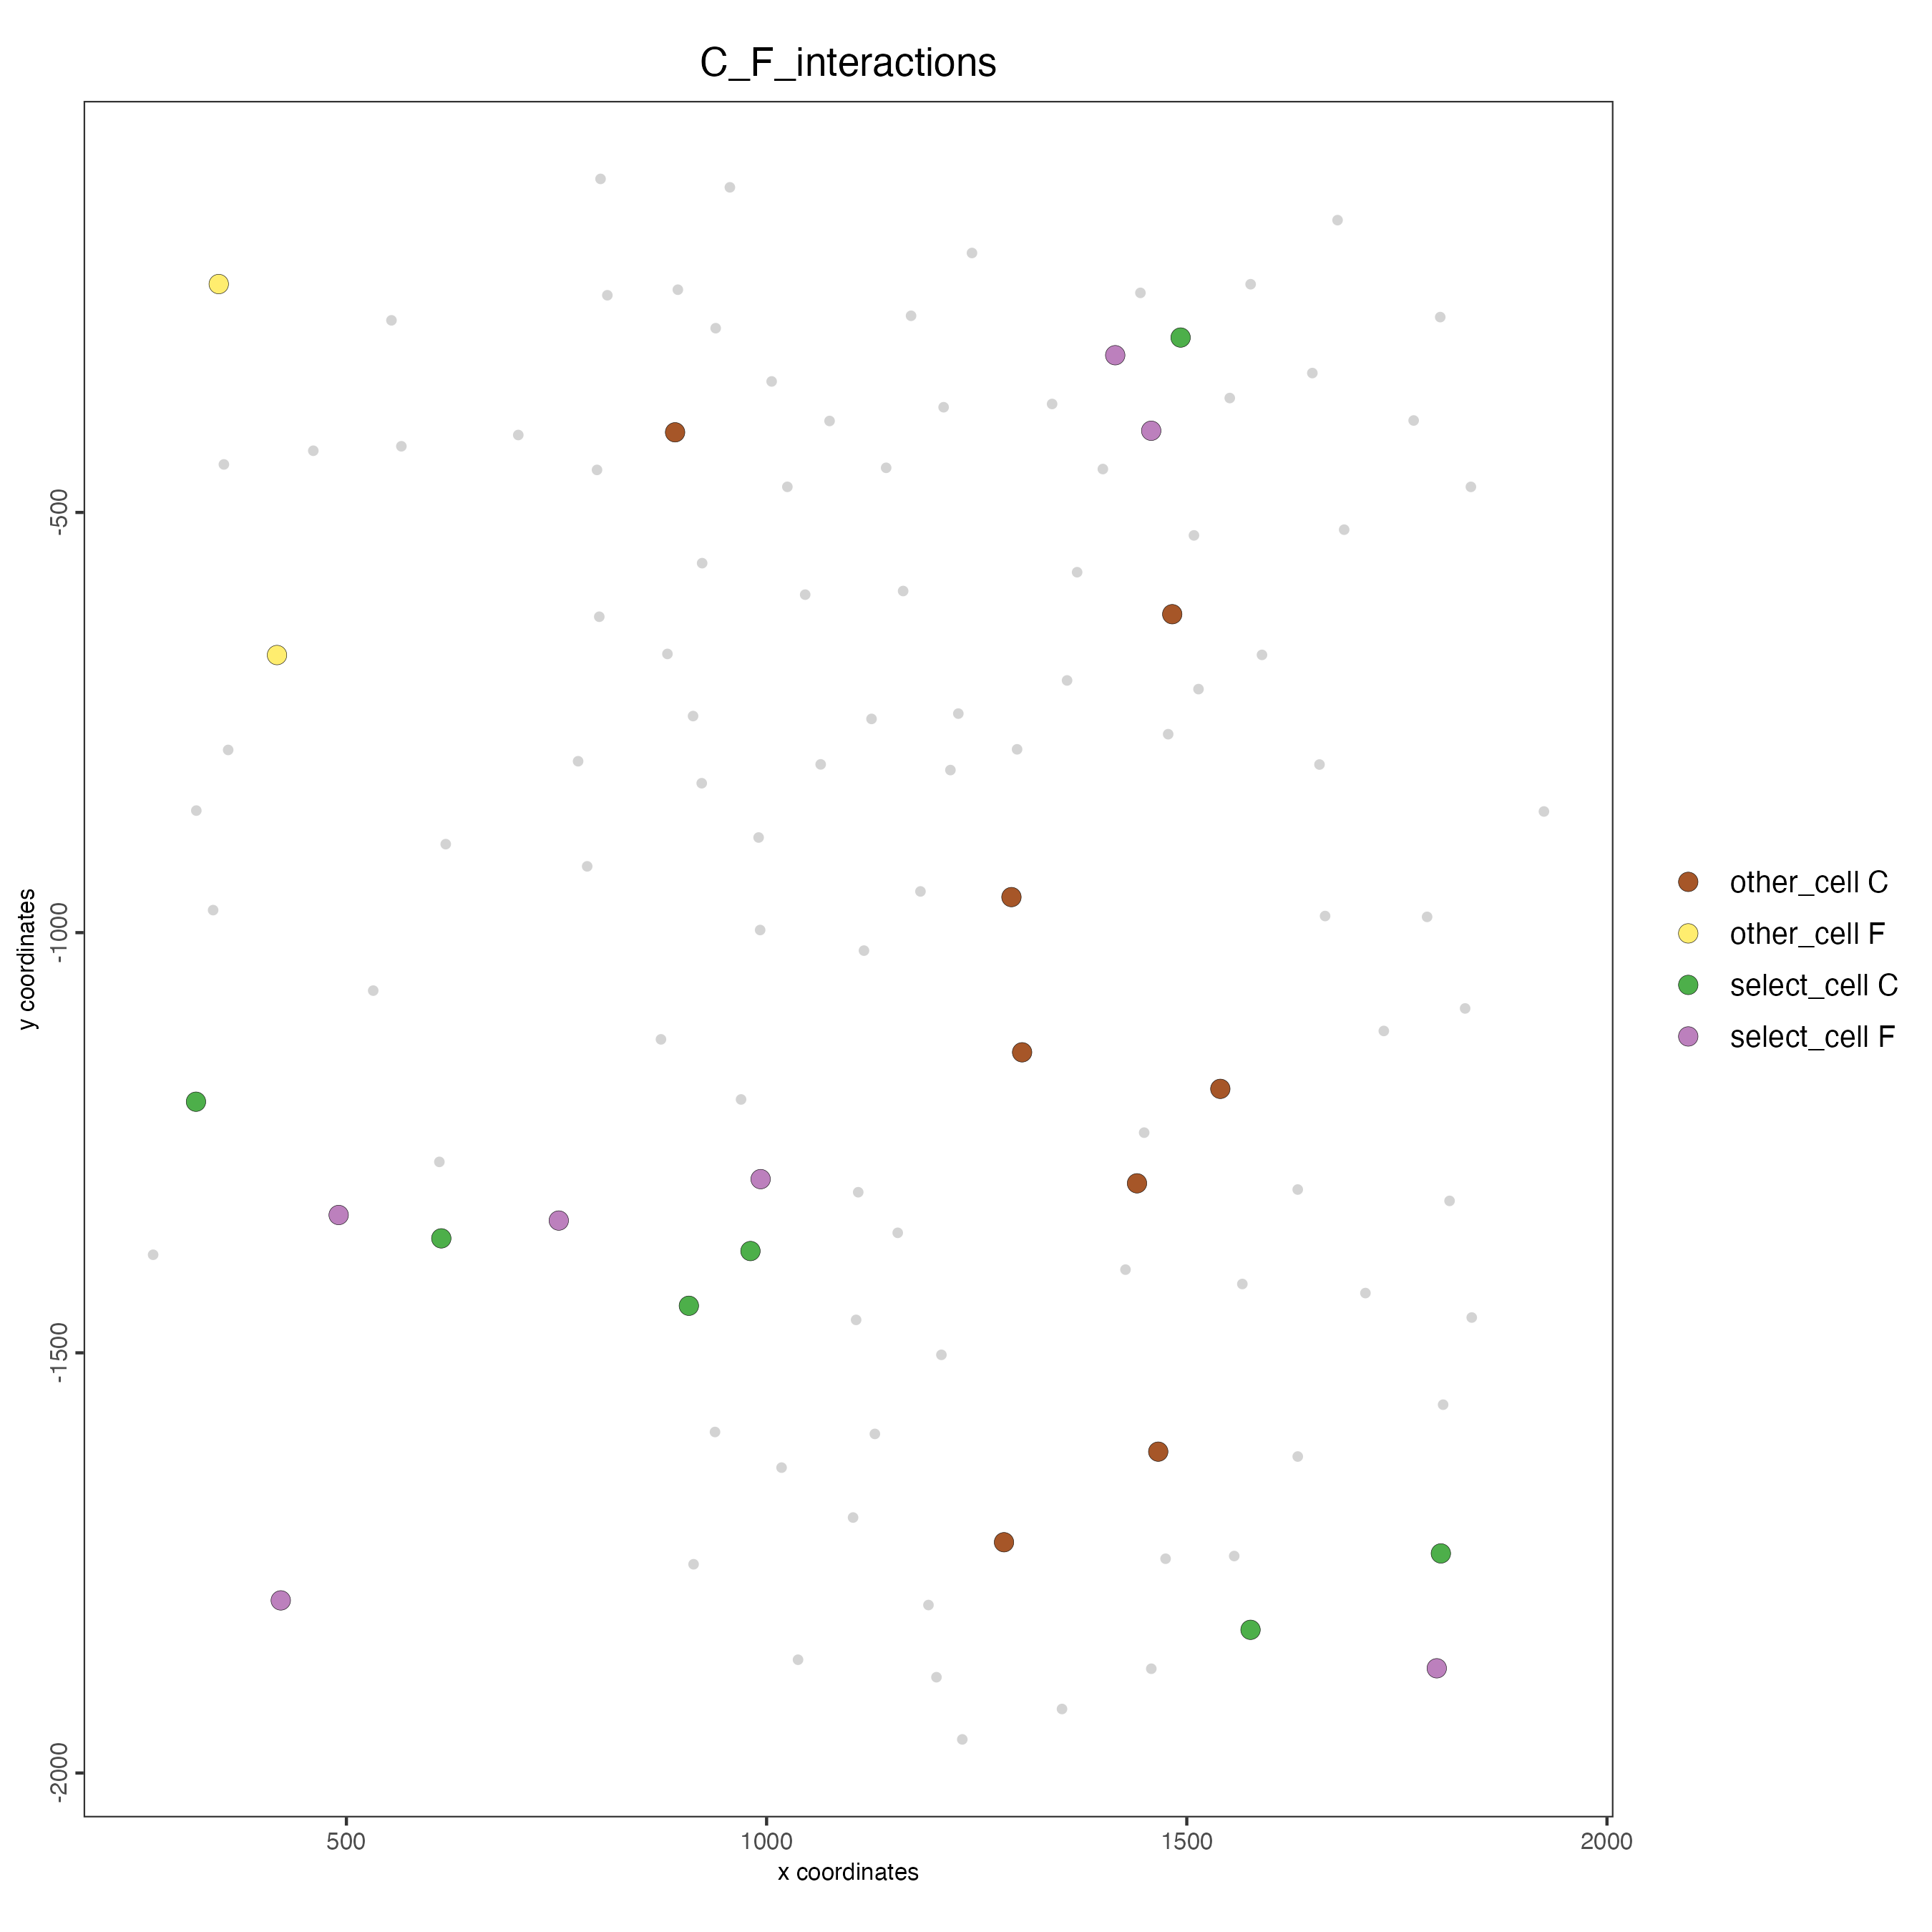 C_F_interactions
y coordinates
-500
-1000
-1500
-2000
500
1000
1500
2000
x coordinates
other_cell C
other_cell F
select_cell C
select_cell F